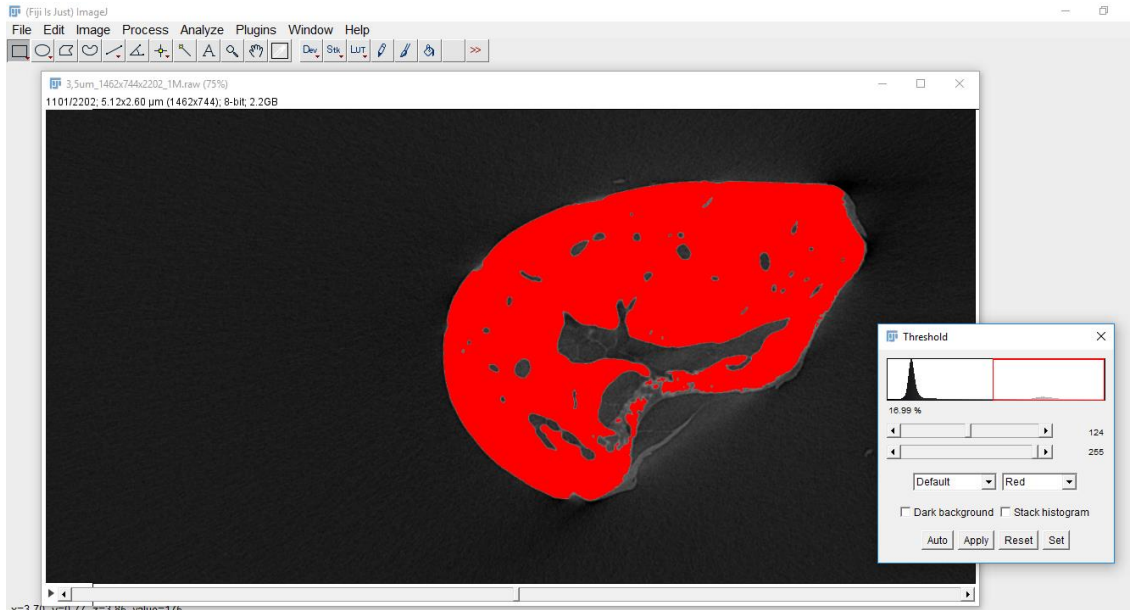 (Fiji Is Just) ImageJ
File Edit Image Process Analyze Plugins Window Help
A Dev Stk LUT >>
3,5um_1462x744x2202_1M.raw (75%)
1101/2202; 5.12x2.60 µm (1462x744); 8-bit; 2.2GB
Threshold
16.99 %
124
255
Default Red
Dark background Stack histogram
Auto Apply Reset Set